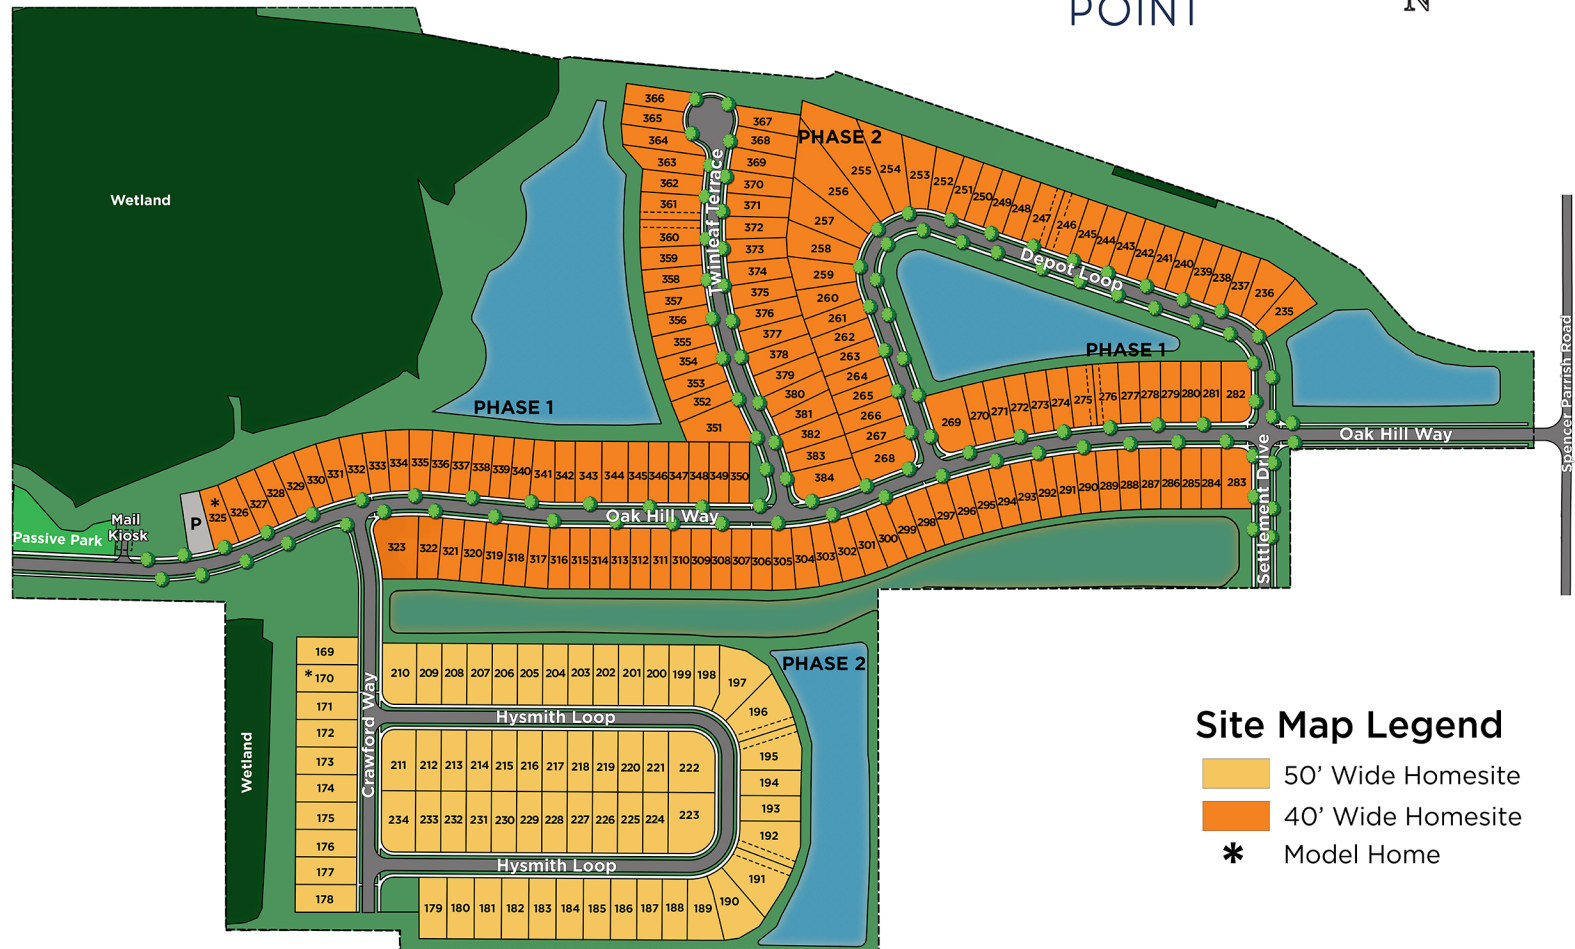 POINT
N
Wetland
PHASE 1
PHASE 2
PHASE 1
Twinleaf Terrace
Depot Loop
366
365
364
363
362
361
360
359
358
357
356
355
354
353
352
351
367
368
369
370
371
372
373
374
375
376
377
378
379
380
381
382
383
384
254
255
256
257
258
259
260
261
262
263
264
265
266
267
268
253 252 251 250 249 248 247 246 245 244 243 242 241 240 239 238 237 236 235
269 270 271 272 273 274 275 276 277 278 279 280 281 282
Oak Hill Way
Spencer Parrish Road
Settlement Drive
P
*
325 326 327 328 329 330 331 332 333 334 335 336 337 338 339 340 341 342 343 344 345 346 347 348 349 350
Mail
Kiosk
Passive Park
Oak Hill Way
323 322 321 320 319 318 317 316 315 314 313 312 311 310 309 308 307 306 305 304 303 302 301 300 299 298 297 296 295 294 293 292 291 290 289 288 287 286 285 284 283
Wetland
Crawford Way
169
*170
171
172
173
174
175
176
177
178
210 209 208 207 206 205 204 203 202 201 200 199 198 197
196
195
194
193
192
191
190
Hysmith Loop
211 212 213 214 215 216 217 218 219 220 221 222
234 233 232 231 230 229 228 227 226 225 224 223
Hysmith Loop
179 180 181 182 183 184 185 186 187 188 189
PHASE 2
Site Map Legend
50’ Wide Homesite
40’ Wide Homesite
* Model Home